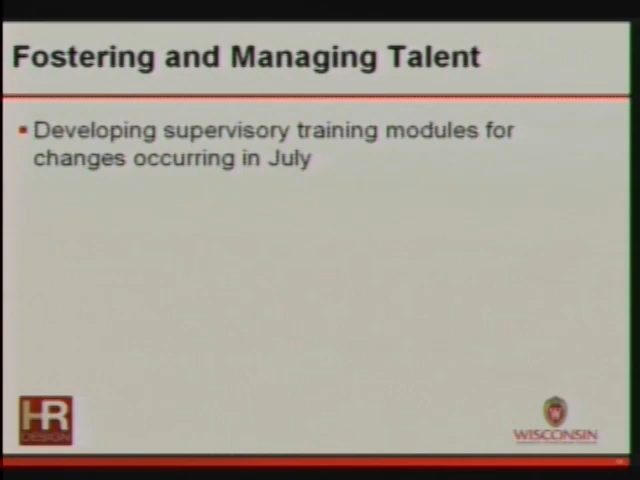 Fostering and Managing Talent
Developing supervisory training modules for
changes occurring in July
HR
DESIGN
W
WISCONSIN